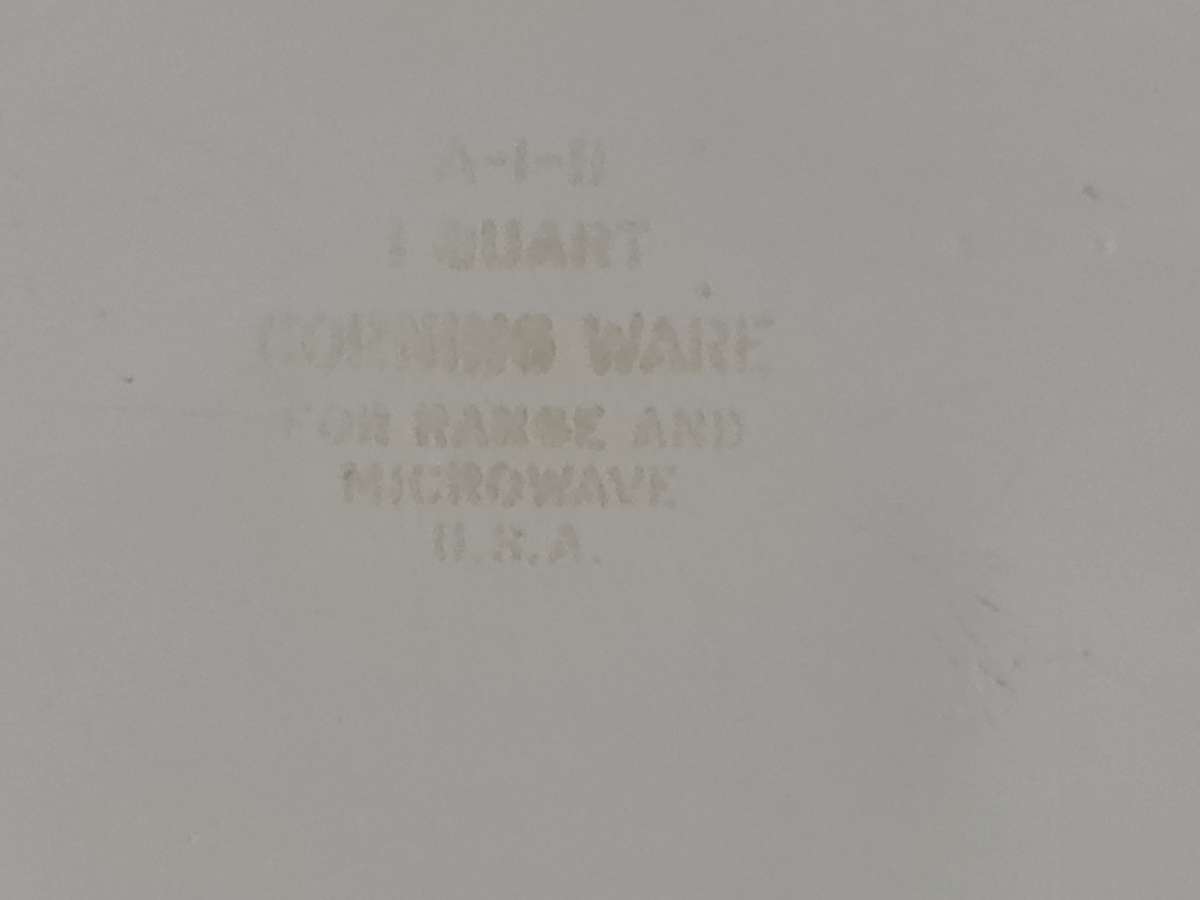 A-1-B
1 QUART
CORNING WARE
FOR RANGE AND
MICROWAVE
U.S.A.